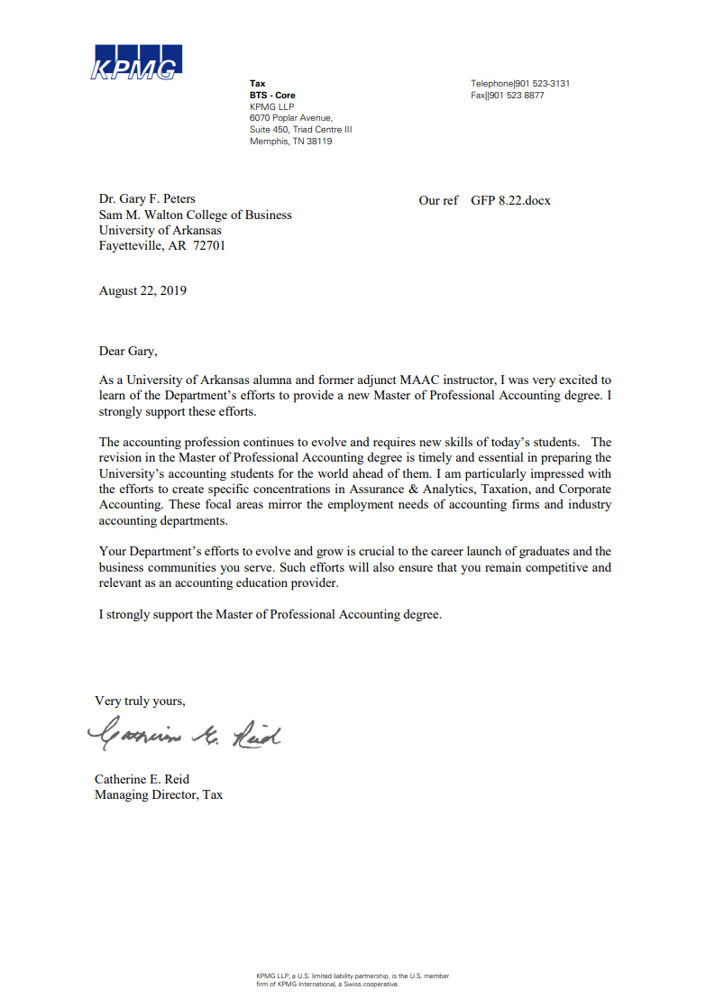 KPMG
Tax
BTS - Core
KPMG LLP
6070 Poplar Avenue,
Suite 450, Triad Centre III
Memphis, TN 38119
Telephone|901 523-3131
Fax||901 523 8877
Dr. Gary F. Peters
Sam M. Walton College of Business
University of Arkansas
Fayetteville, AR  72701
Our ref    GFP 8.22.docx
August 22, 2019
Dear Gary,
As a University of Arkansas alumna and former adjunct MAAC instructor, I was very excited to
learn of the Department’s efforts to provide a new Master of Professional Accounting degree. I
strongly support these efforts.
The accounting profession continues to evolve and requires new skills of today’s students.   The
revision in the Master of Professional Accounting degree is timely and essential in preparing the
University’s accounting students for the world ahead of them. I am particularly impressed with
the efforts to create specific concentrations in Assurance & Analytics, Taxation, and Corporate
Accounting. These focal areas mirror the employment needs of accounting firms and industry
accounting departments.
Your Department’s efforts to evolve and grow is crucial to the career launch of graduates and the
business communities you serve. Such efforts will also ensure that you remain competitive and
relevant as an accounting education provider.
I strongly support the Master of Professional Accounting degree.
Very truly yours,
Catherine E. Reid
Catherine E. Reid
Managing Director, Tax
KPMG LLP, a U.S. limited liability partnership, is the U.S. member
firm of KPMG International, a Swiss cooperative.